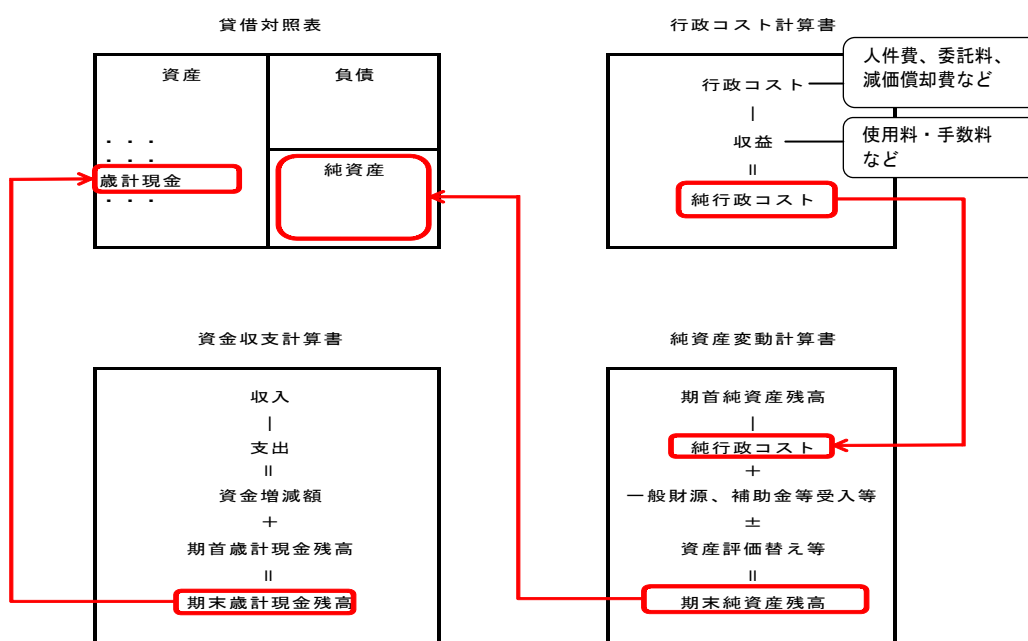 貸借対照表
資産
負債
・・・
・・・
歳計現金
・・・
純資産
行政コスト計算書
行政コスト
人件費、委託料、
減価償却費など
－
収益
使用料・手数料
など
＝
純行政コスト
資金収支計算書
収入
－
支出
＝
資金増減額
＋
期首歳計現金残高
＝
期末歳計現金残高
純資産変動計算書
期首純資産残高
－
純行政コスト
＋
一般財源、補助金等受入等
±
資産評価替え等
＝
期末純資産残高